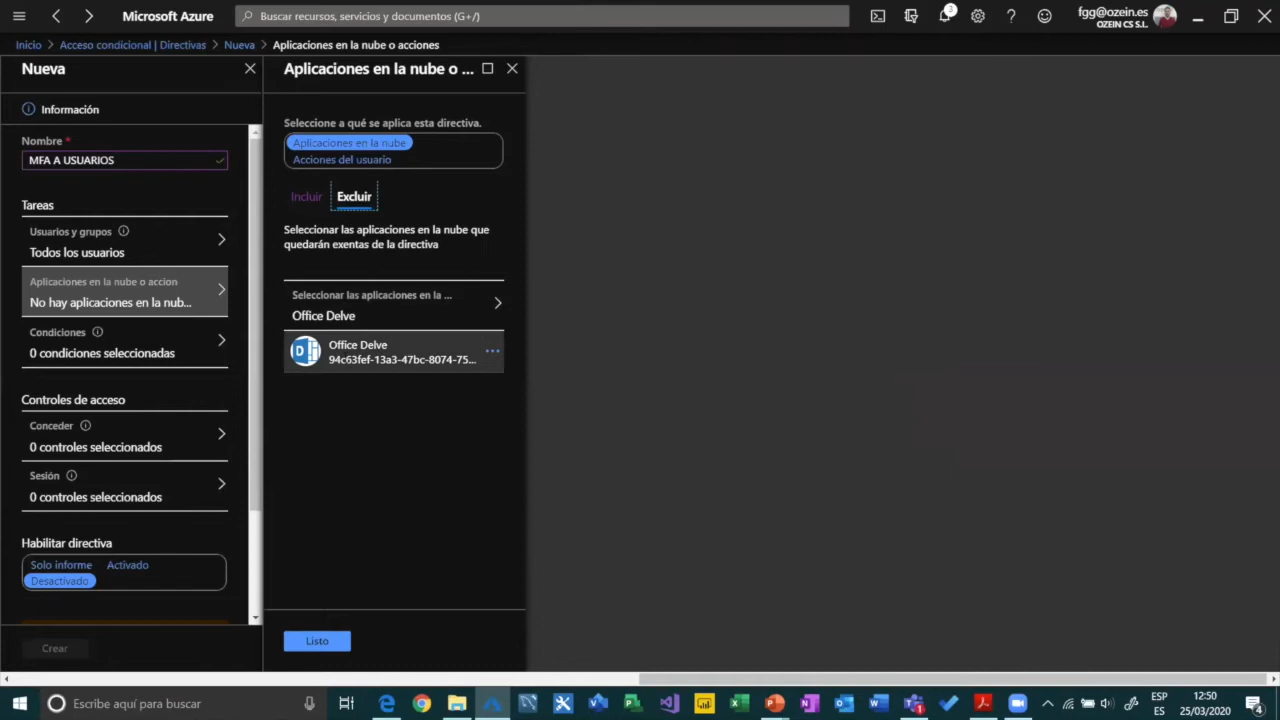 Microsoft Azure
Buscar recursos, servicios y documentos (G+/)
3
fgg@ozein.es
OZEIN CS S.L.
Inicio > Acceso condicional | Directivas > Nueva > Aplicaciones en la nube o acciones
Nueva
Información
Nombre *
MFA A USUARIOS
Tareas
Usuarios y grupos
Todos los usuarios
Aplicaciones en la nube o accion
No hay aplicaciones en la nub...
Condiciones
0 condiciones seleccionadas
Controles de acceso
Conceder
0 controles seleccionados
Sesión
0 controles seleccionados
Habilitar directiva
Solo informe Activado
Desactivado
Crear
Aplicaciones en la nube o ...
Seleccione a qué se aplica esta directiva.
Aplicaciones en la nube
Acciones del usuario
Incluir Excluir
Seleccionar las aplicaciones en la nube que
quedarán exentas de la directiva
Seleccionar las aplicaciones en la ...
Office Delve
Office Delve
94c63fef-13a3-47bc-8074-75...
Listo
Escribe aquí para buscar
ESP
ES
12:50
25/03/2020
4